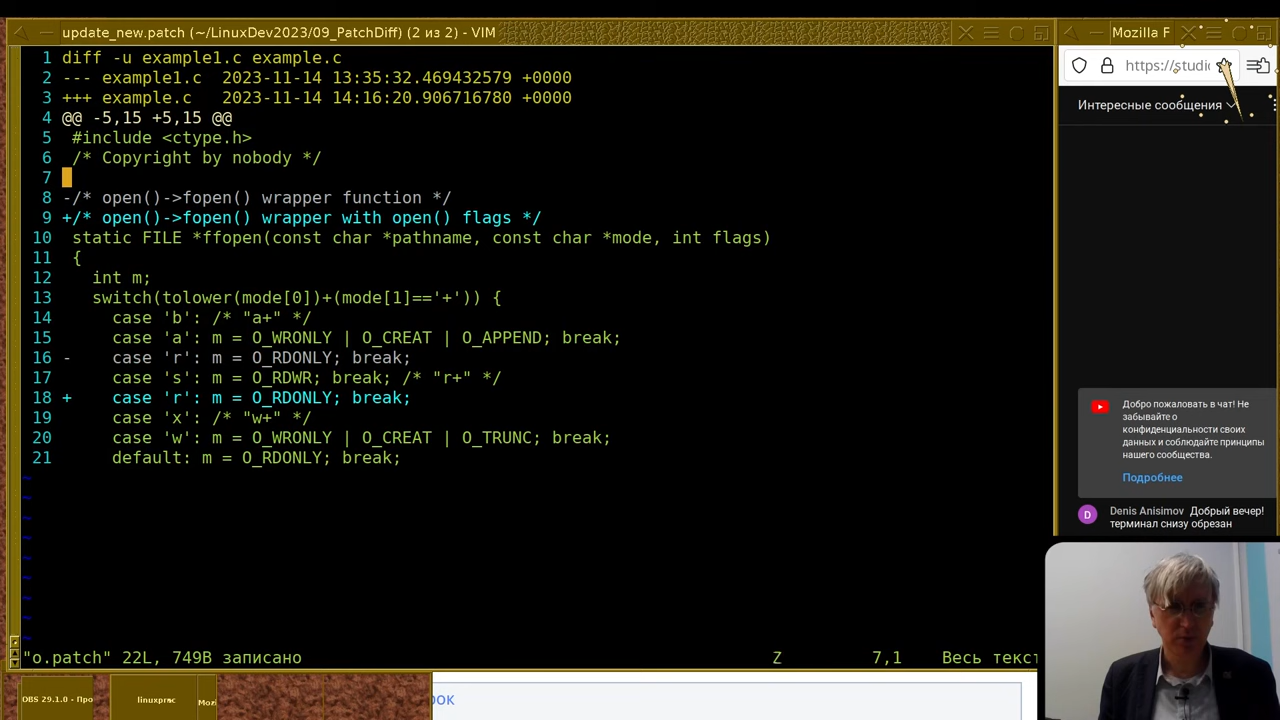 update_new.patch (~/LinuxDev2023/09_PatchDiff) (2 из 2) - VIM
1 diff -u example1.c example.c
2 --- example1.c  2023-11-14 13:35:32.469432579 +0000
3 +++ example.c   2023-11-14 14:16:20.906716780 +0000
4 @@ -5,15 +5,15 @@
5  #include <ctype.h>
6  /* Copyright by nobody */
7
8 -/* open()->fopen() wrapper function */
9 +/* open()->fopen() wrapper with open() flags */
10  static FILE *ffopen(const char *pathname, const char *mode, int flags)
11  {
12    int m;
13    switch(tolower(mode[0])+(mode[1]=='+')) {
14      case 'b': /* "a+" */
15      case 'a': m = O_WRONLY | O_CREAT | O_APPEND; break;
16 -    case 'r': m = O_RDONLY; break;
17      case 's': m = O_RDWR; break; /* "r+" */
18 +    case 'r': m = O_RDONLY; break;
19      case 'x': /* "w+" */
20      case 'w': m = O_WRONLY | O_CREAT | O_TRUNC; break;
21      default: m = O_RDONLY; break;
~
~
~
~
~
~
~
~
~
"o.patch" 22L, 749B записано Z 7,1 Весь текст
Mozilla F
https://studio
Интересные сообщения
Добро пожаловать в чат! Не
забывайте о
конфиденциальности своих
данных и соблюдайте принципы
нашего сообщества.
Подробнее
D Denis Anisimov Добрый вечер!
терминал снизу обрезан
OBS 29.1.0 - Про
linuxprac
Moz